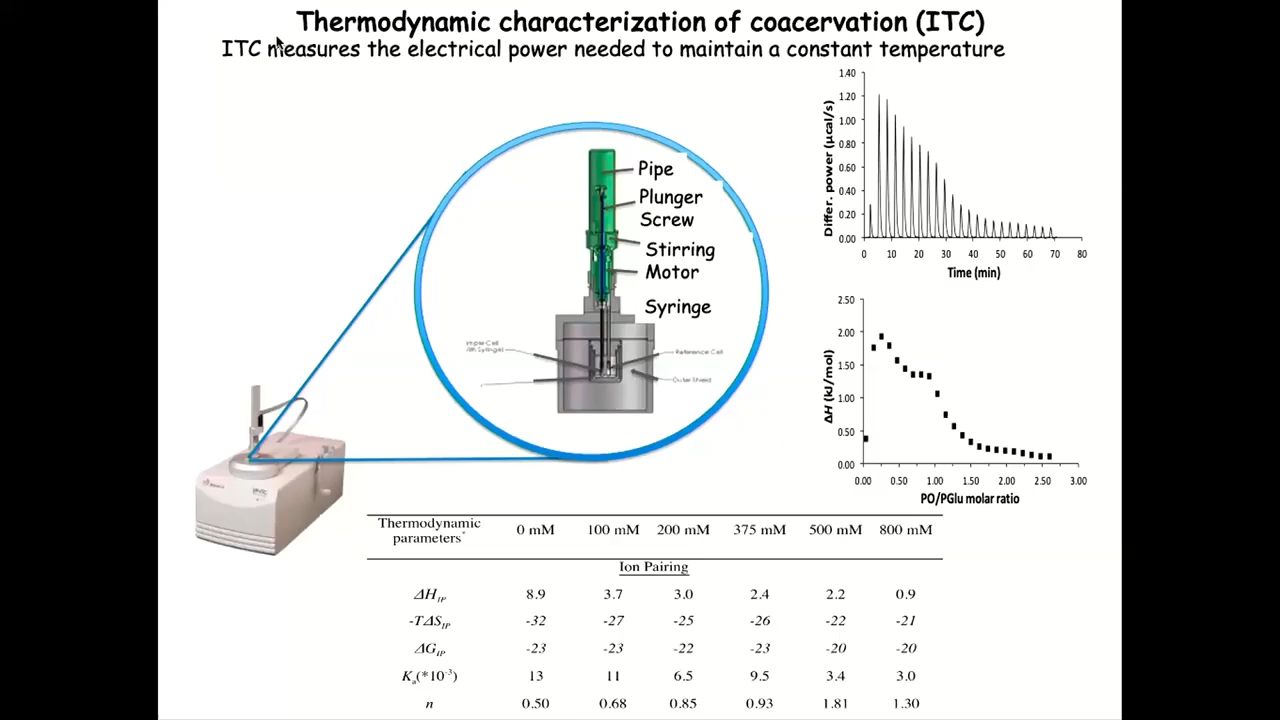 Thermodynamic characterization of coacervation (ITC)
ITC measures the electrical power needed to maintain a constant temperature
Pipe
Plunger
Screw
Stirring
Motor
Syringe
Reference Cell
Outer Shield
Differ. power (µcal/s)
1.40
1.20
1.00
0.80
0.60
0.40
0.20
0.00
0 10 20 30 40 50 60 70 80
Time (min)
ΔH (kJ/mol)
2.50
2.00
1.50
1.00
0.50
0.00
0.00 0.50 1.00 1.50 2.00 2.50 3.00
PO/PGlu molar ratio
Thermodynamic parameters* 0 mM 100 mM 200 mM 375 mM 500 mM 800 mM
Ion Pairing
ΔH_IP 8.9 3.7 3.0 2.4 2.2 0.9
-TΔS_IP -32 -27 -25 -26 -22 -21
ΔG_IP -23 -23 -22 -23 -20 -20
K_a(*10^-3) 13 11 6.5 9.5 3.4 3.0
n 0.50 0.68 0.85 0.93 1.81 1.30